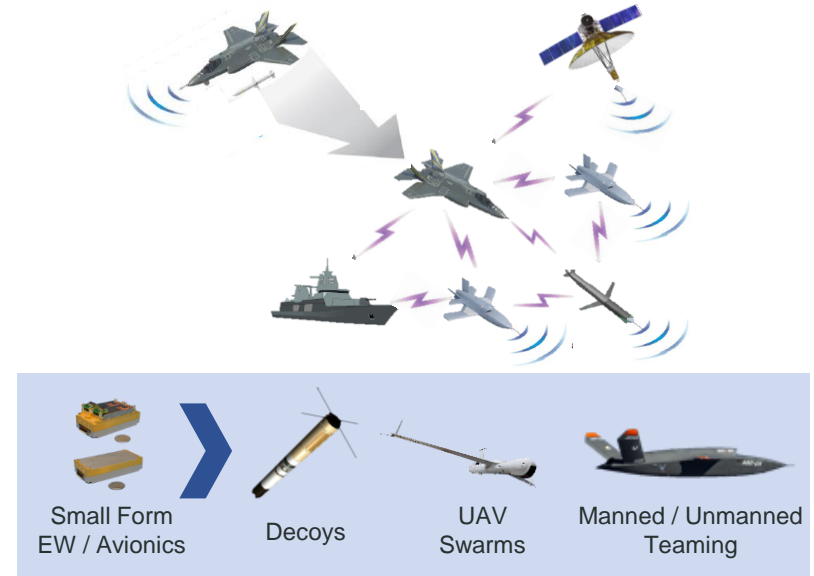 Small Form
EW / Avionics
Decoys
UAV
Swarms
Manned / Unmanned
Teaming